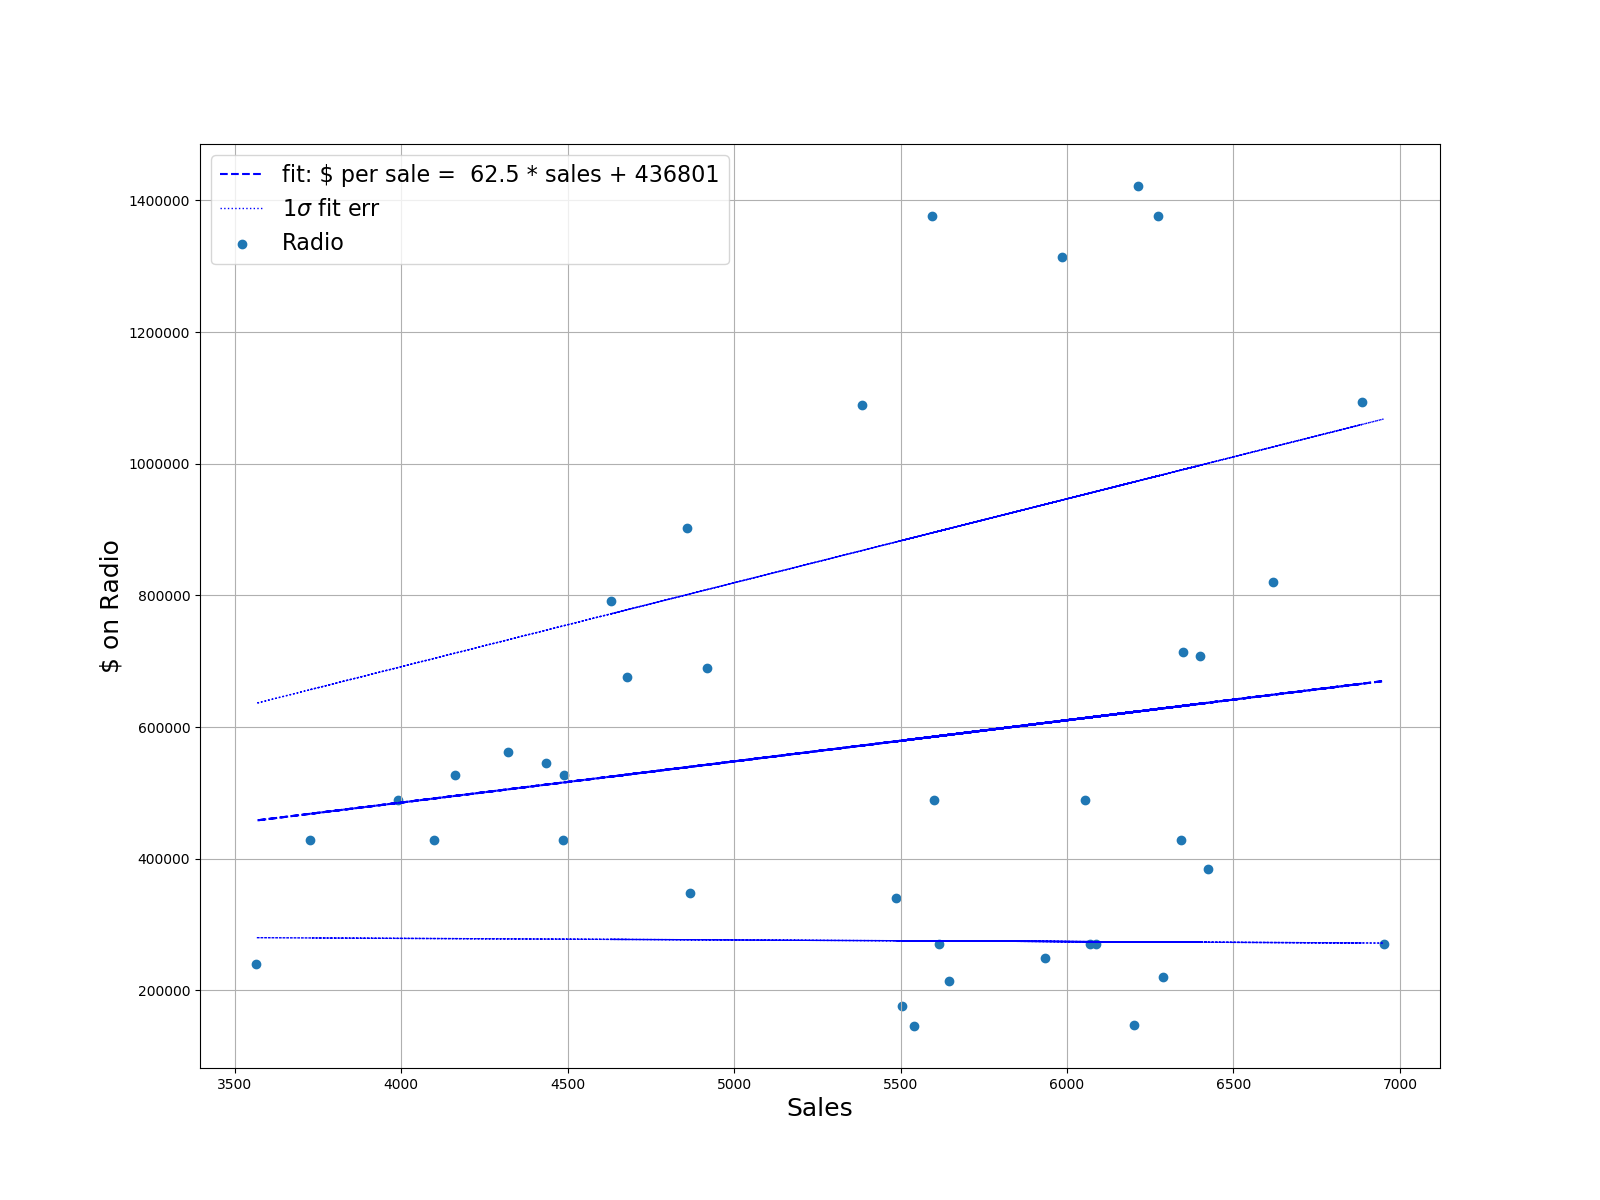 fit: $ per sale =  62.5 * sales + 436801
1σ fit err
Radio
1400000
1200000
1000000
800000
600000
400000
200000
$ on Radio
3500 4000 4500 5000 5500 6000 6500 7000
Sales